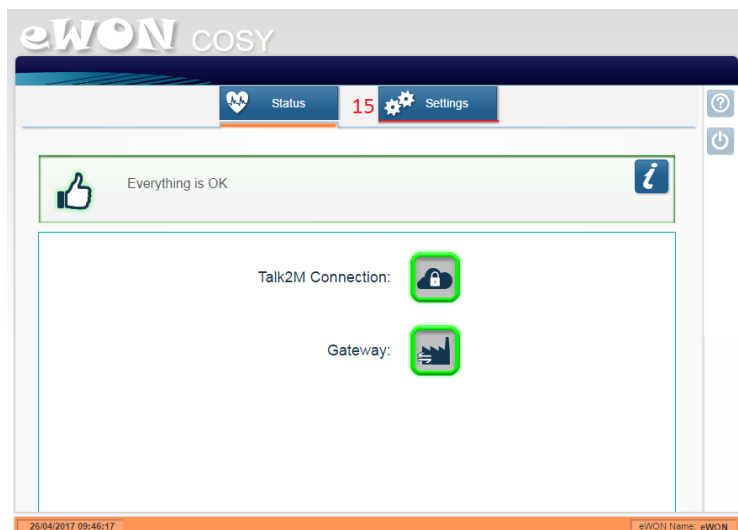 eWON COSY
Status 15 Settings
Everything is OK
Talk2M Connection:
Gateway:
26/04/2017 09:46:17 eWON Name: eWON